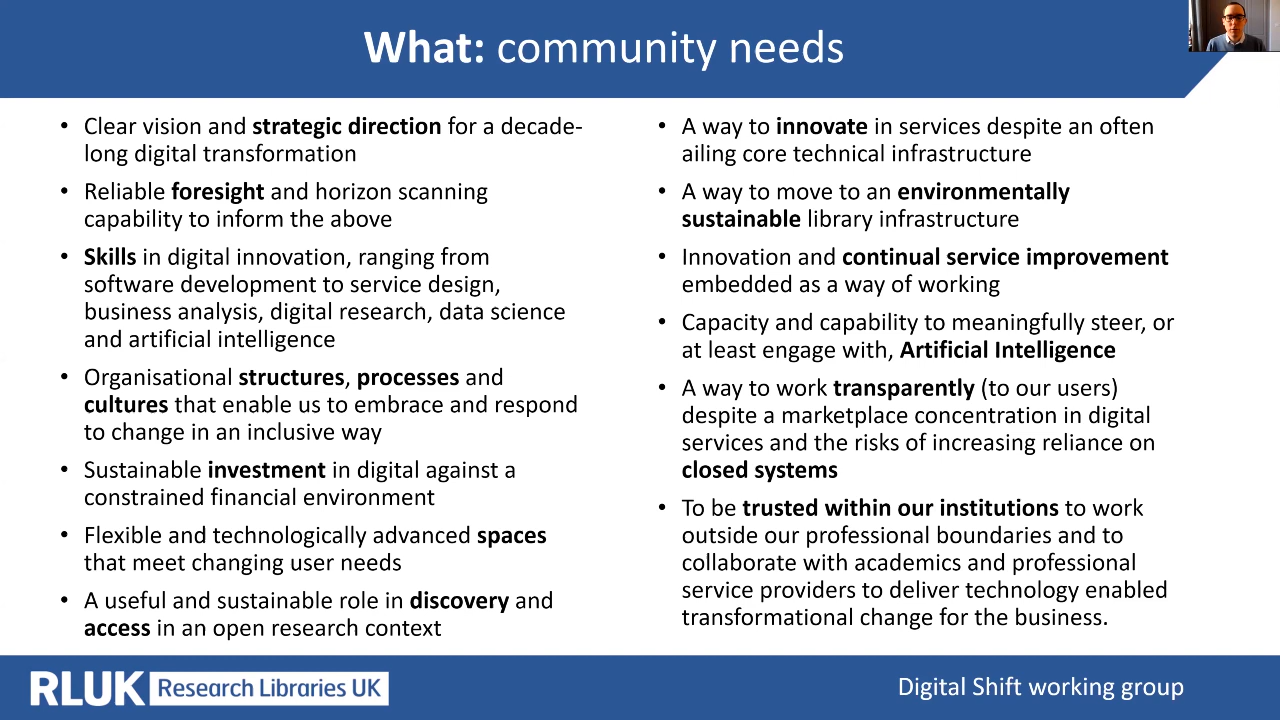 What: community needs
• Clear vision and strategic direction for a decade-
long digital transformation
• Reliable foresight and horizon scanning
capability to inform the above
• Skills in digital innovation, ranging from
software development to service design,
business analysis, digital research, data science
and artificial intelligence
• Organisational structures, processes and
cultures that enable us to embrace and respond
to change in an inclusive way
• Sustainable investment in digital against a
constrained financial environment
• Flexible and technologically advanced spaces
that meet changing user needs
• A useful and sustainable role in discovery and
access in an open research context
• A way to innovate in services despite an often
ailing core technical infrastructure
• A way to move to an environmentally
sustainable library infrastructure
• Innovation and continual service improvement
embedded as a way of working
• Capacity and capability to meaningfully steer, or
at least engage with, Artificial Intelligence
• A way to work transparently (to our users)
despite a marketplace concentration in digital
services and the risks of increasing reliance on
closed systems
• To be trusted within our institutions to work
outside our professional boundaries and to
collaborate with academics and professional
service providers to deliver technology enabled
transformational change for the business.
RLUK Research Libraries UK
Digital Shift working group